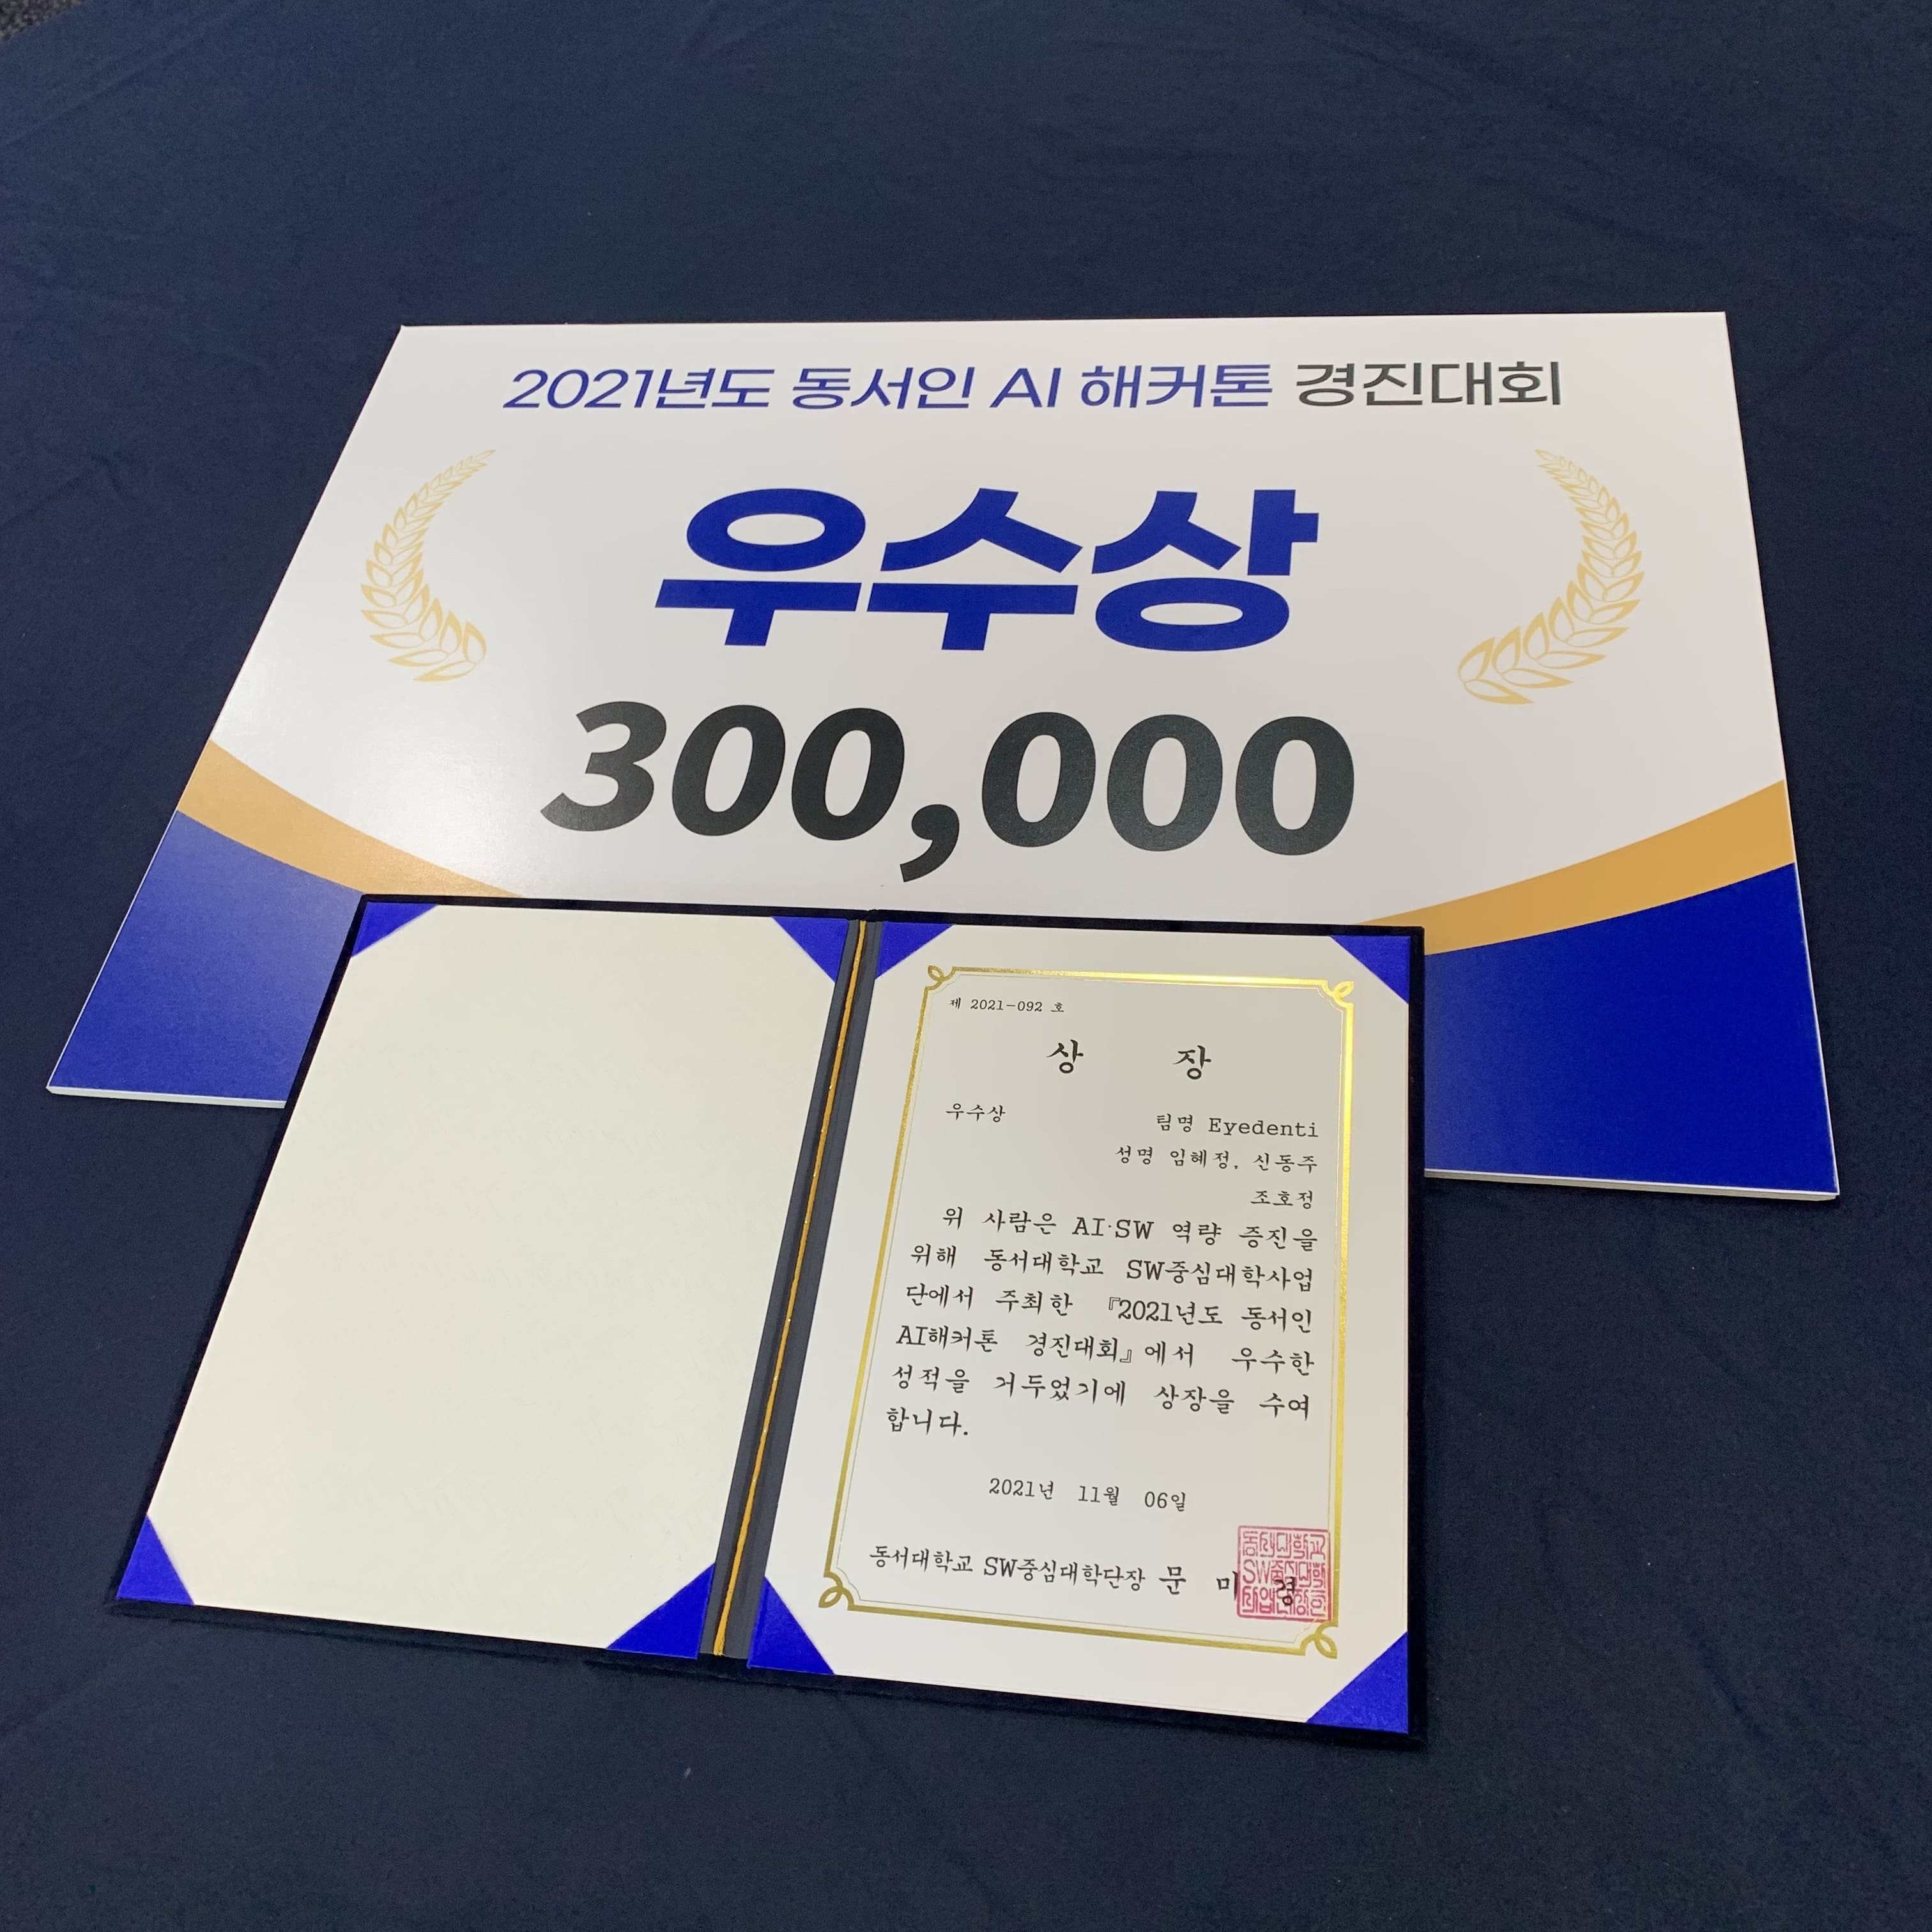 2021년도 동서인 AI 해커톤 경진대회
우수상
300,000
제 2021-092 호
상 장
우수상 팀명 Eyedenti
성명 임혜정, 신동주
조호정
위 사람은 AI·SW 역량 증진을
위해 동서대학교 SW중심대학사업
단에서 주최한 『2021년도 동서인
AI해커톤 경진대회』에서 우수한
성적을 거두었기에 상장을 수여
합니다.
2021년 11월 06일
동서대학교 SW중심대학단장 문 미 경